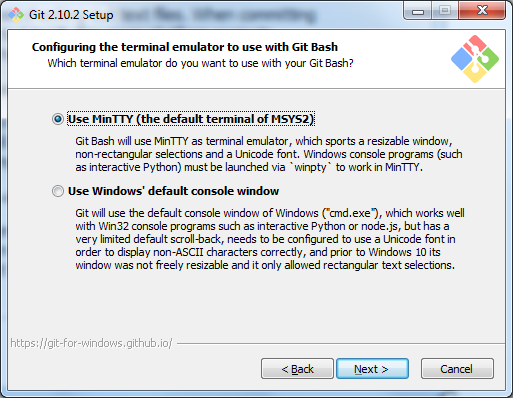 text files. When committing
Git 2.10.2 Setup
Configuring the terminal emulator to use with Git Bash
Which terminal emulator do you want to use with your Git Bash?
Use MinTTY (the default terminal of MSYS2)
Git Bash will use MinTTY as terminal emulator, which sports a resizable window,
non-rectangular selections and a Unicode font. Windows console programs (such
as interactive Python) must be launched via `winpty` to work in MinTTY.
Use Windows' default console window
Git will use the default console window of Windows ("cmd.exe"), which works well
with Win32 console programs such as interactive Python or node.js, but has a
very limited default scroll-back, needs to be configured to use a Unicode font in
order to display non-ASCII characters correctly, and prior to Windows 10 its
window was not freely resizable and it only allowed rectangular text selections.
https://git-for-windows.github.io/
< Back
Next >
Cancel